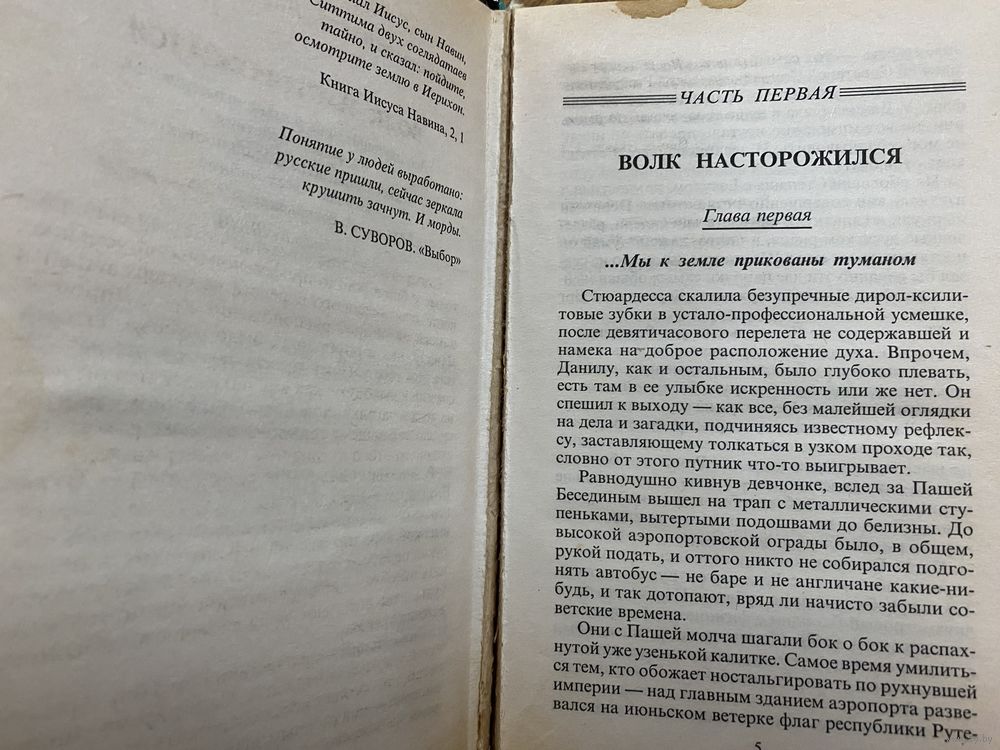 Иисус, сын Навин,
Ситтима двух соглядатаев
тайно, и сказал: пойдите,
осмотрите землю и Иерихон.
Книга Иисуса Навина, 2, 1
Понятие у людей выработано:
русские пришли, сейчас зеркала
крушить зачнут. И морды.
В. СУВОРОВ. «Выбор»
ЧАСТЬ ПЕРВАЯ
ВОЛК НАСТОРОЖИЛСЯ
Глава первая
...Мы к земле прикованы туманом
Стюардесса скалила безупречные дирол-ксили-
товые зубки в устало-профессиональной усмешке,
после девятичасового перелета не содержавшей и
намека на доброе расположение духа. Впрочем,
Данилу, как и остальным, было глубоко плевать,
есть там в ее улыбке искренность или же нет. Он
спешил к выходу — как все, без малейшей оглядки
на дела и загадки, подчиняясь известному рефлек-
су, заставляющему толкаться в узком проходе так,
словно от этого путник что-то выигрывает.
Равнодушно кивнув девчонке, вслед за Пашей
Бесединым вышел на трап с металлическими сту-
пеньками, вытертыми подошвами до белизны. До
высокой аэропортовской ограды было, в общем,
рукой подать, и оттого никто не собирался подго-
нять автобус — не баре и не англичане какие-ни-
будь, и так дотопают, вряд ли начисто забыли со-
ветские времена.
Они с Пашей молча шагали бок о бок к распах-
нутой уже узенькой калитке. Самое время умилить-
ся тем, кто обожает ностальгировать по рухнувшей
империи — над главным зданием аэропорта разве-
вался на июньском ветерке флаг республики Руте-
5